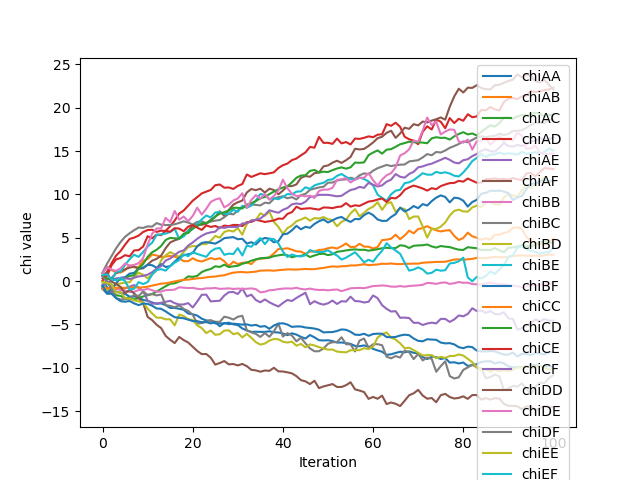 25
20
15
10
5
0
−5
−10
−15
chi value
0
20
40
60
80
100
Iteration
chiAA
chiAB
chiAC
chiAD
chiAE
chiAF
chiBB
chiBC
chiBD
chiBE
chiBF
chiCC
chiCD
chiCE
chiCF
chiDD
chiDE
chiDF
chiEE
chiEF